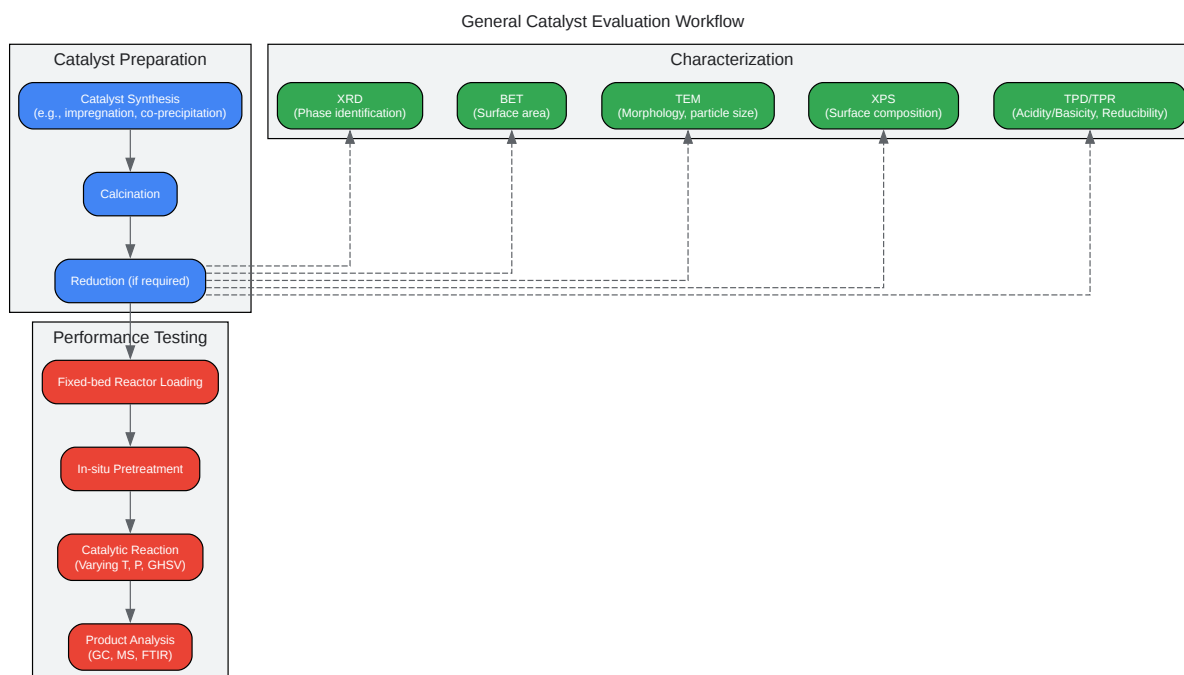 General Catalyst Evaluation Workflow
Catalyst Preparation
Catalyst Synthesis
(e.g., impregnation, co-precipitation)
Calcination
Reduction (if required)
Characterization
XRD
(Phase identification)
BET
(Surface area)
TEM
(Morphology, particle size)
XPS
(Surface composition)
TPD/TPR
(Acidity/Basicity, Reducibility)
Performance Testing
Fixed-bed Reactor Loading
In-situ Pretreatment
Catalytic Reaction
(Varying T, P, GHSV)
Product Analysis
(GC, MS, FTIR)